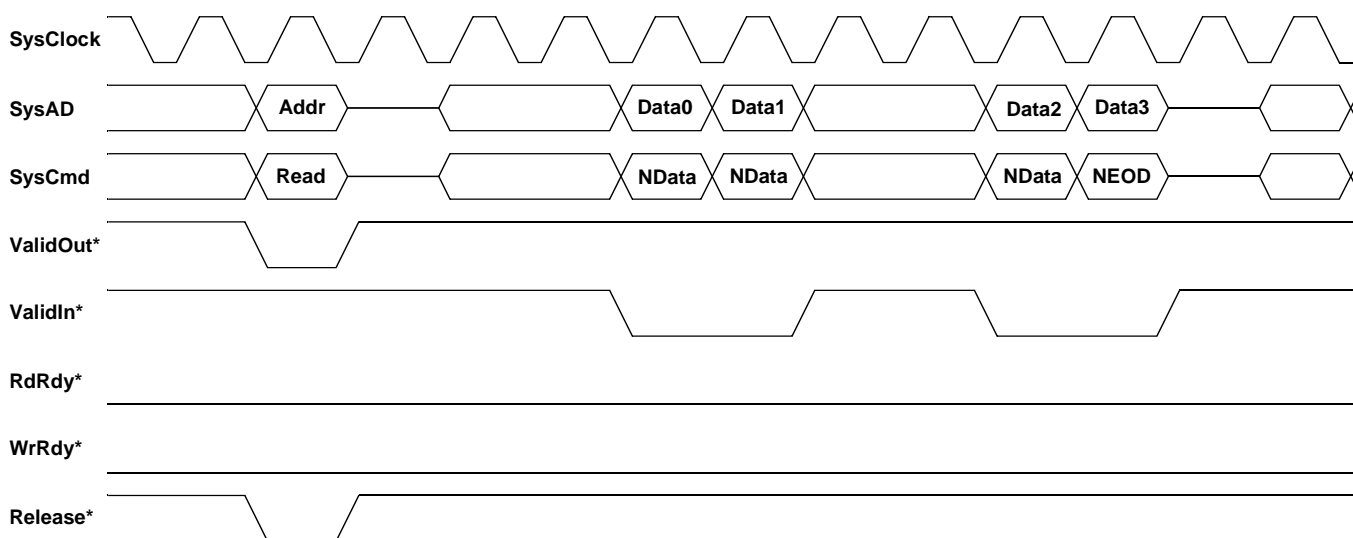 SysClock
SysAD Addr Data0 Data1 Data2 Data3
SysCmd Read NData NData NData NEOD
ValidOut*
ValidIn*
RdRdy*
WrRdy*
Release*